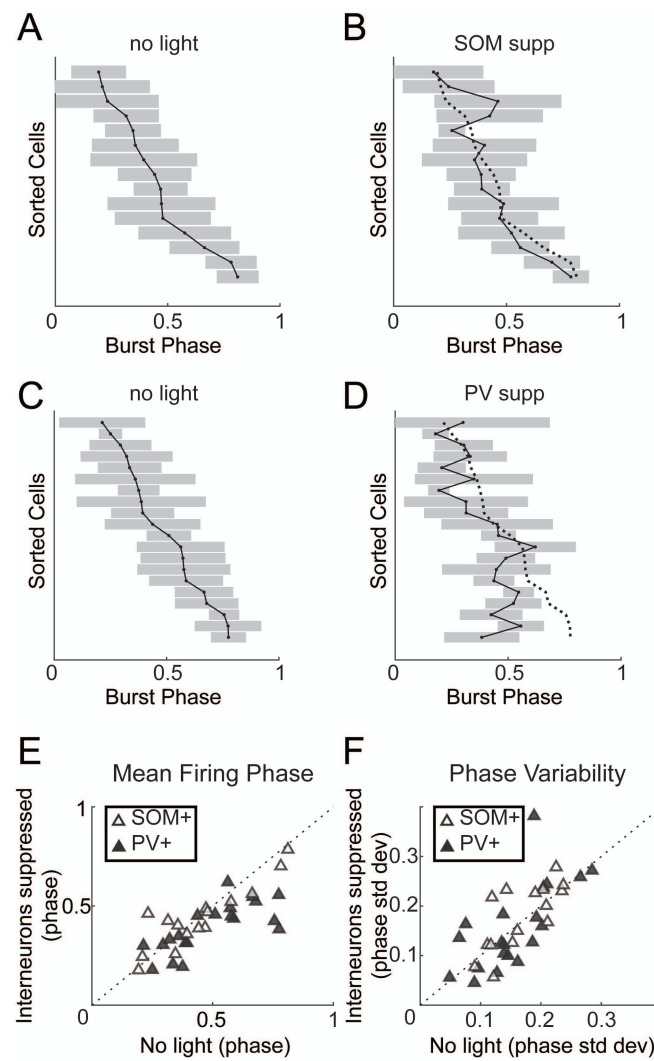 A
no light
Sorted Cells
0
0.5
1
Burst Phase
B
SOM supp
Sorted Cells
0
0.5
1
Burst Phase
C
no light
Sorted Cells
0
0.5
1
Burst Phase
D
PV supp
Sorted Cells
0
0.5
1
Burst Phase
E
Mean Firing Phase
Interneurons suppressed
(phase)
1
0.5
SOM+
PV+
0
0.5
1
No light (phase)
F
Phase Variability
Interneurons suppressed
(phase std dev)
0.3
0.2
0.1
SOM+
PV+
0
0.1
0.2
0.3
No light (phase std dev)